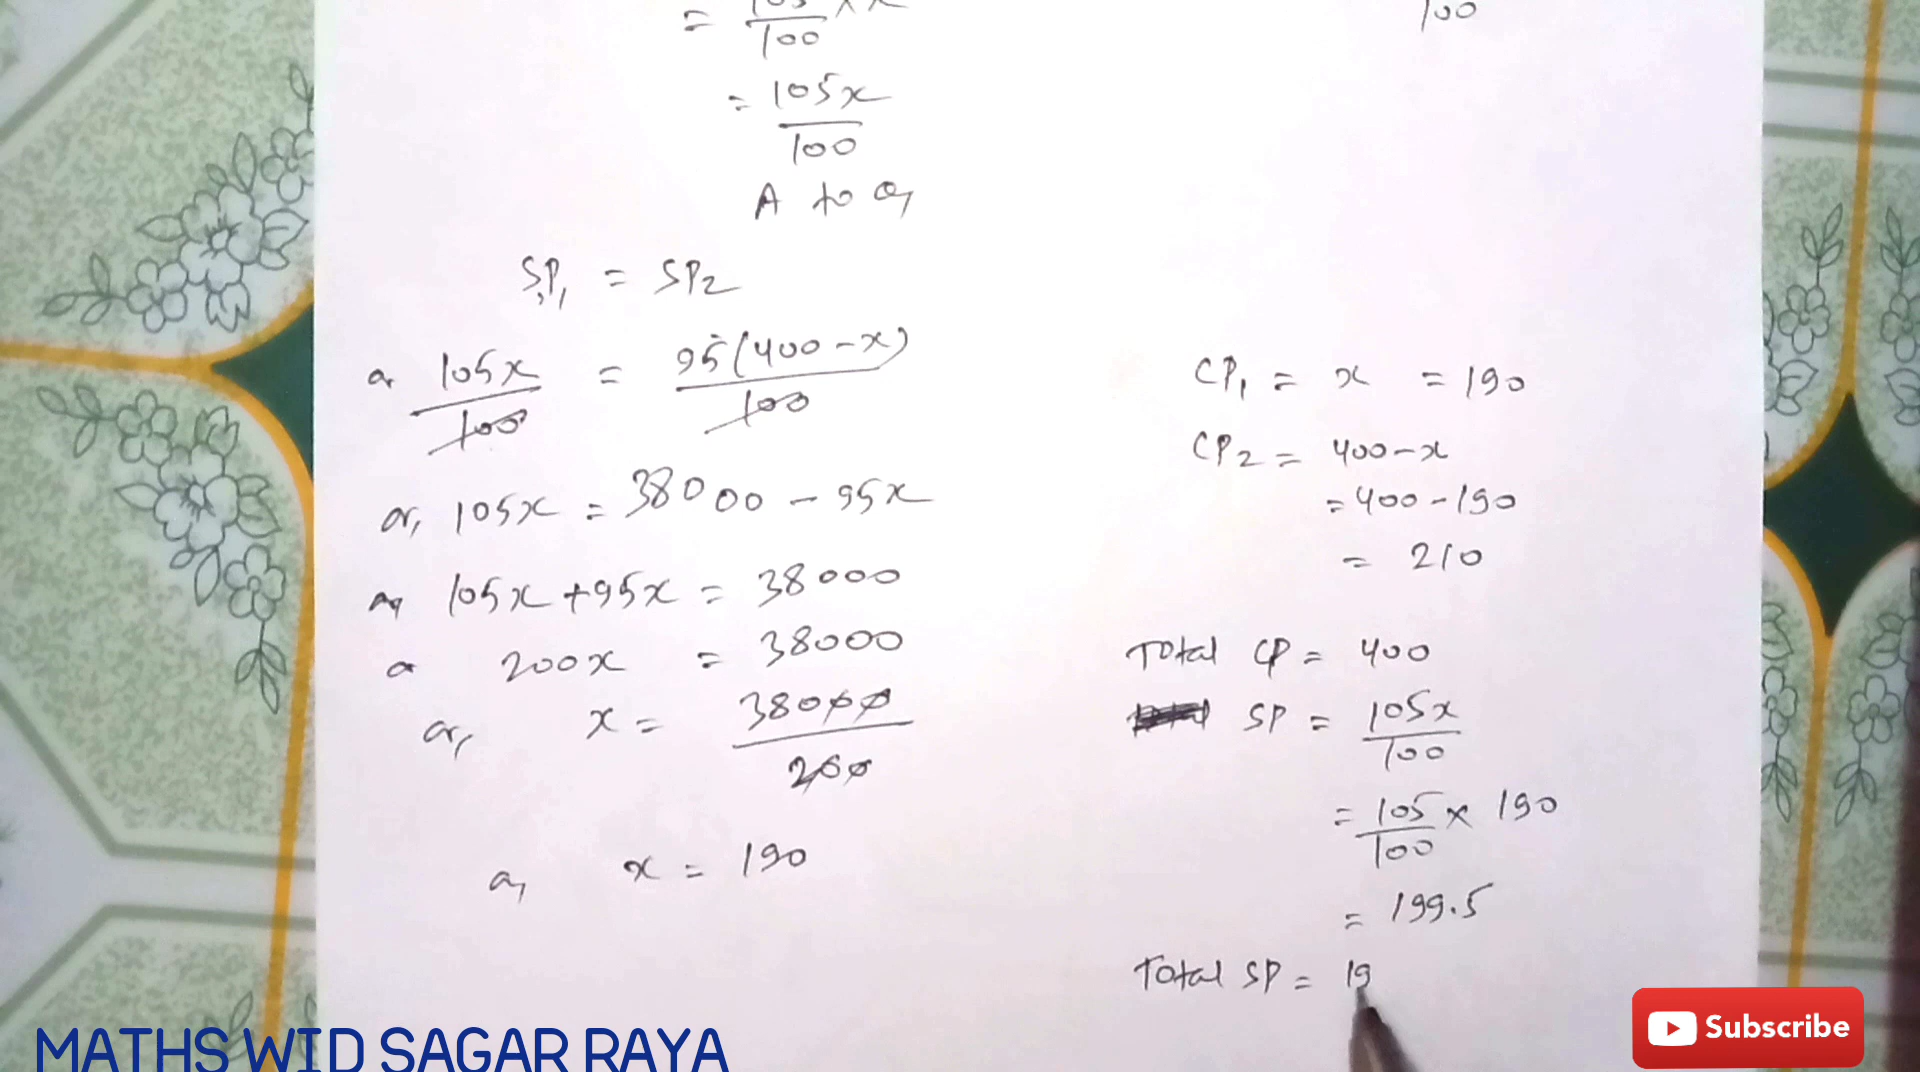 = 105/100 × x
= 105x/100
A to Q,
SP₁ = SP₂
or 105x/100 = 95(400-x)/100
or, 105x = 38000 - 95x
or 105x+95x = 38000
or 200x = 38000
or, x = 38000/200
or, x = 190
100
CP₁ = x = 190
CP₂ = 400-x
= 400-190
= 210
Total CP = 400
SP = 105x/100
= 105/100 × 190
= 199.5
Total SP = 19
MATHS WID SAGAR RAYA
Subscribe